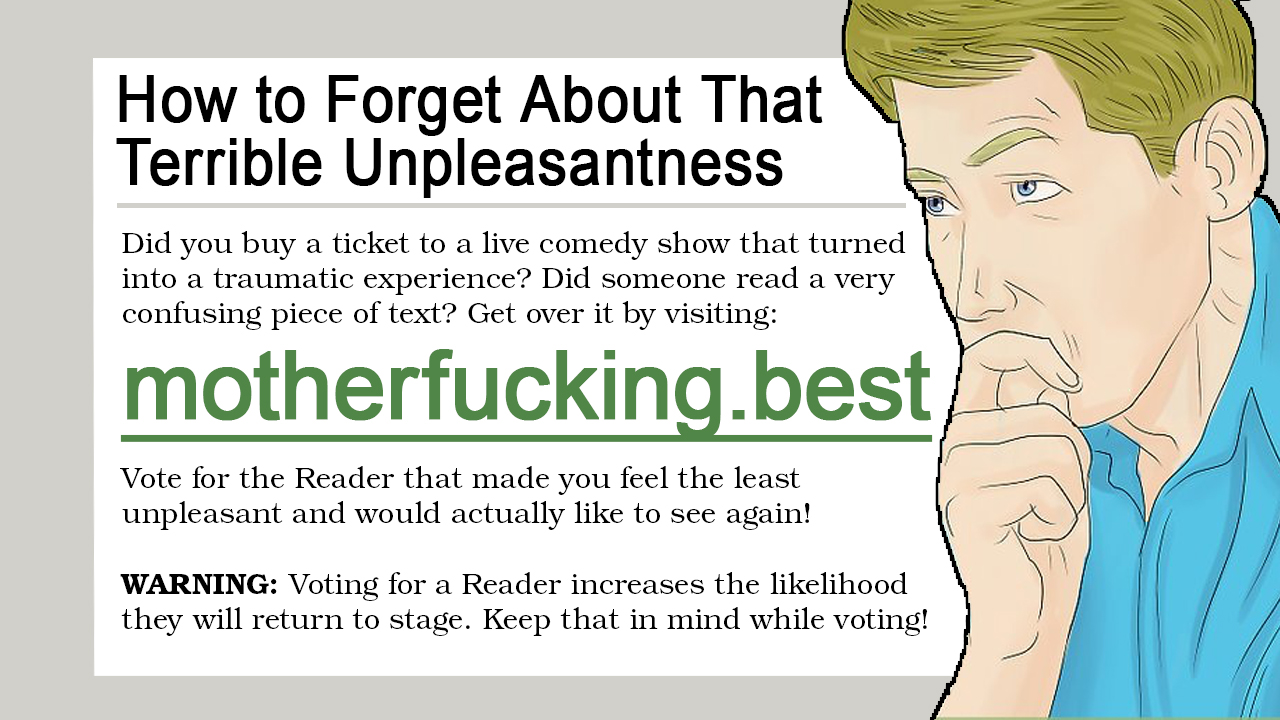 How to Forget About That
Terrible Unpleasantness
Did you buy a ticket to a live comedy show that turned
into a traumatic experience? Did someone read a very
confusing piece of text? Get over it by visiting:
motherfucking.best
Vote for the Reader that made you feel the least
unpleasant and would actually like to see again!
WARNING: Voting for a Reader increases the likelihood
they will return to stage. Keep that in mind while voting!